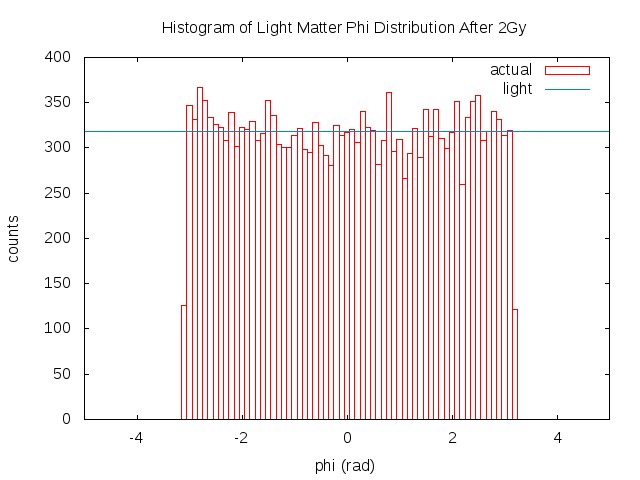 Histogram of Light Matter Phi Distribution After 2Gy
400
350
300
250
200
150
100
50
0
counts
actual
light
-4 -2 0 2 4
phi (rad)